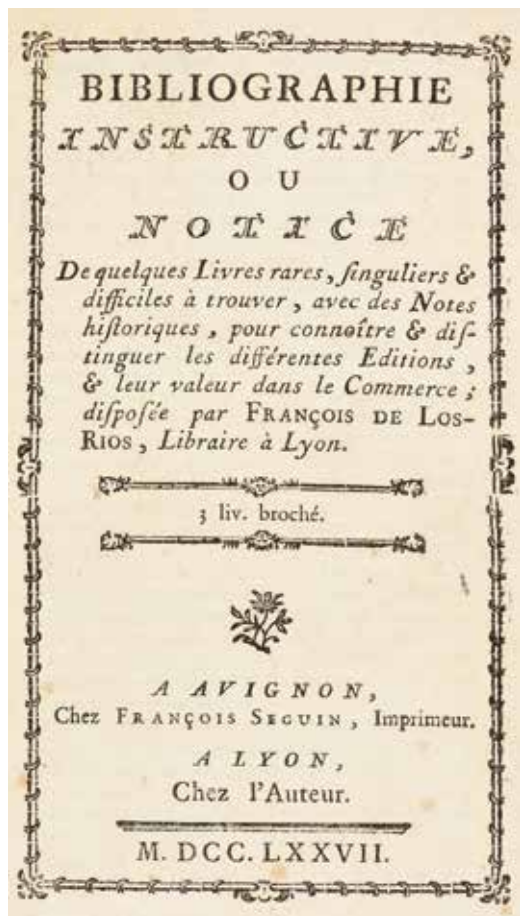 BIBLIOGRAPHIE
INSTRUCTIVE,
OU
NOTICE
De quelques Livres rares, ſinguliers &
difficiles à trouver, avec des Notes
hiſtoriques, pour connoître & diſ-
tinguer les différentes Editions,
& leur valeur dans le Commerce;
diſpoſée par FRANÇOIS DE LOS-
RIOS, Libraire à Lyon.
3 liv. broché.
A AVIGNON,
Chez FRANÇOIS SEGUIN, Imprimeur.
A LYON,
Chez l'Auteur.
M. DCC. LXXVII.